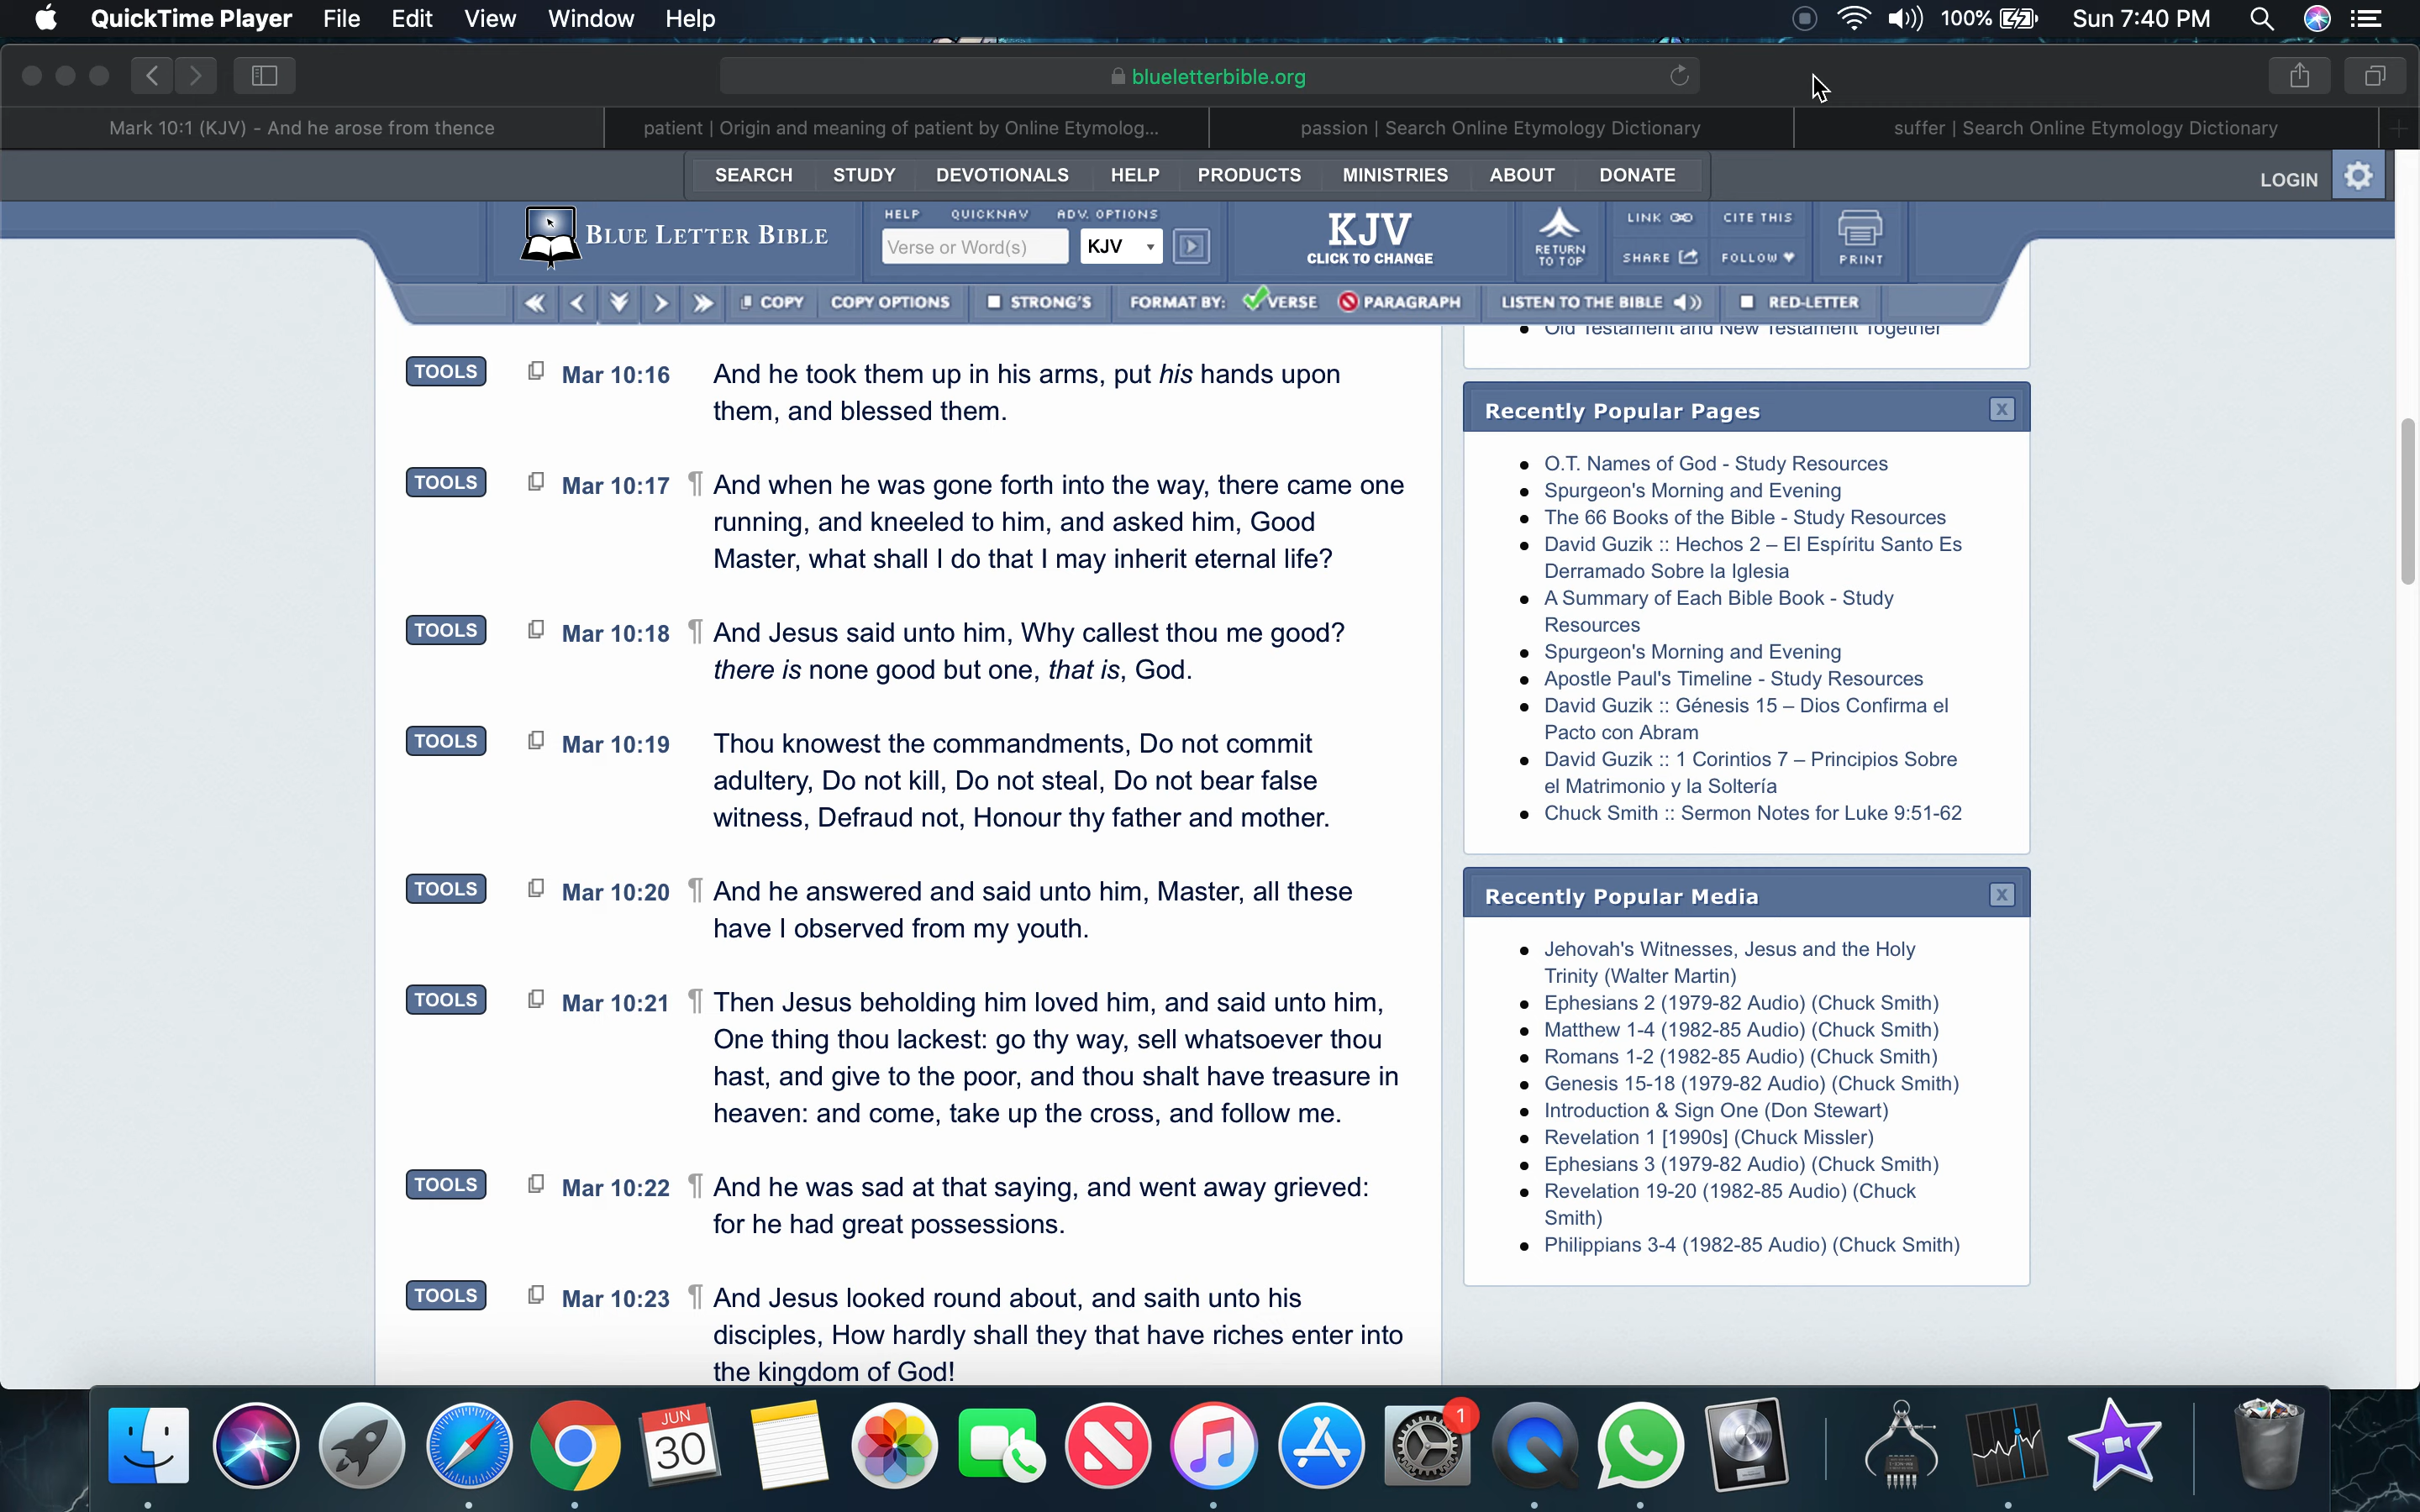 QuickTime Player File Edit View Window Help 100% Sun 7:40 PM
blueletterbible.org
Mark 10:1 (KJV) - And he arose from thence
patient | Origin and meaning of patient by Online Etymolog...
passion | Search Online Etymology Dictionary
suffer | Search Online Etymology Dictionary
SEARCH STUDY DEVOTIONALS HELP PRODUCTS MINISTRIES ABOUT DONATE
LOGIN
BLUE LETTER BIBLE
HELP QUICKNAV ADV. OPTIONS
Verse or Word(s) KJV
KJV
CLICK TO CHANGE
RETURN
TO TOP
LINK CITE THIS
SHARE FOLLOW
PRINT
COPY COPY OPTIONS STRONG'S FORMAT BY: VERSE PARAGRAPH LISTEN TO THE BIBLE RED-LETTER
TOOLS Mar 10:16 And he took them up in his arms, put his hands upon
them, and blessed them.
TOOLS Mar 10:17 ¶ And when he was gone forth into the way, there came one
running, and kneeled to him, and asked him, Good
Master, what shall I do that I may inherit eternal life?
TOOLS Mar 10:18 ¶ And Jesus said unto him, Why callest thou me good?
there is none good but one, that is, God.
TOOLS Mar 10:19 Thou knowest the commandments, Do not commit
adultery, Do not kill, Do not steal, Do not bear false
witness, Defraud not, Honour thy father and mother.
TOOLS Mar 10:20 ¶ And he answered and said unto him, Master, all these
have I observed from my youth.
TOOLS Mar 10:21 ¶ Then Jesus beholding him loved him, and said unto him,
One thing thou lackest: go thy way, sell whatsoever thou
hast, and give to the poor, and thou shalt have treasure in
heaven: and come, take up the cross, and follow me.
TOOLS Mar 10:22 ¶ And he was sad at that saying, and went away grieved:
for he had great possessions.
TOOLS Mar 10:23 ¶ And Jesus looked round about, and saith unto his
disciples, How hardly shall they that have riches enter into
the kingdom of God!
Old Testament and New Testament Together
Recently Popular Pages
X
O.T. Names of God - Study Resources
Spurgeon's Morning and Evening
The 66 Books of the Bible - Study Resources
David Guzik :: Hechos 2 – El Espíritu Santo Es
Derramado Sobre la Iglesia
A Summary of Each Bible Book - Study
Resources
Spurgeon's Morning and Evening
Apostle Paul's Timeline - Study Resources
David Guzik :: Génesis 15 – Dios Confirma el
Pacto con Abram
David Guzik :: 1 Corintios 7 – Principios Sobre
el Matrimonio y la Soltería
Chuck Smith :: Sermon Notes for Luke 9:51-62
Recently Popular Media
X
Jehovah's Witnesses, Jesus and the Holy
Trinity (Walter Martin)
Ephesians 2 (1979-82 Audio) (Chuck Smith)
Matthew 1-4 (1982-85 Audio) (Chuck Smith)
Romans 1-2 (1982-85 Audio) (Chuck Smith)
Genesis 15-18 (1979-82 Audio) (Chuck Smith)
Introduction & Sign One (Don Stewart)
Revelation 1 [1990s] (Chuck Missler)
Ephesians 3 (1979-82 Audio) (Chuck Smith)
Revelation 19-20 (1982-85 Audio) (Chuck
Smith)
Philippians 3-4 (1982-85 Audio) (Chuck Smith)
JUN
30
1